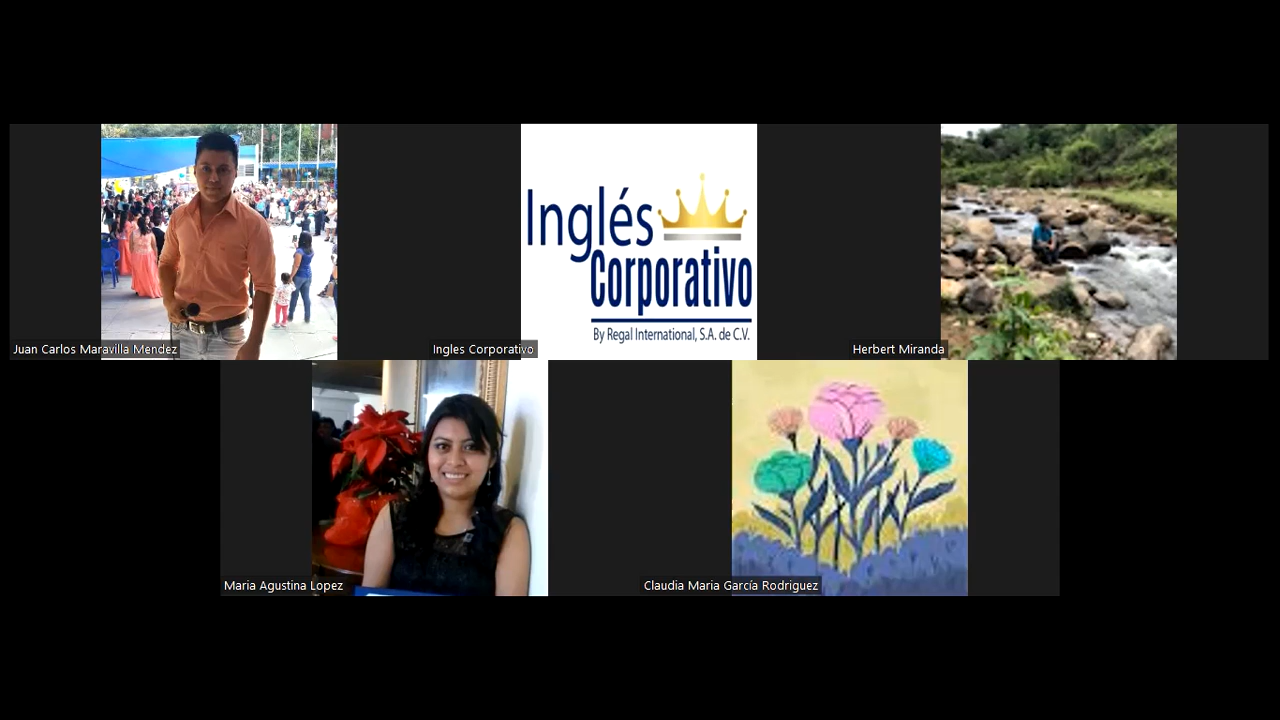 Inglés
Corporativo
By Regal International, S.A. de C.V.
Juan Carlos Maravilla Mendez
Ingles Corporativo
Herbert Miranda
Maria Agustina Lopez
Claudia Maria García Rodriguez